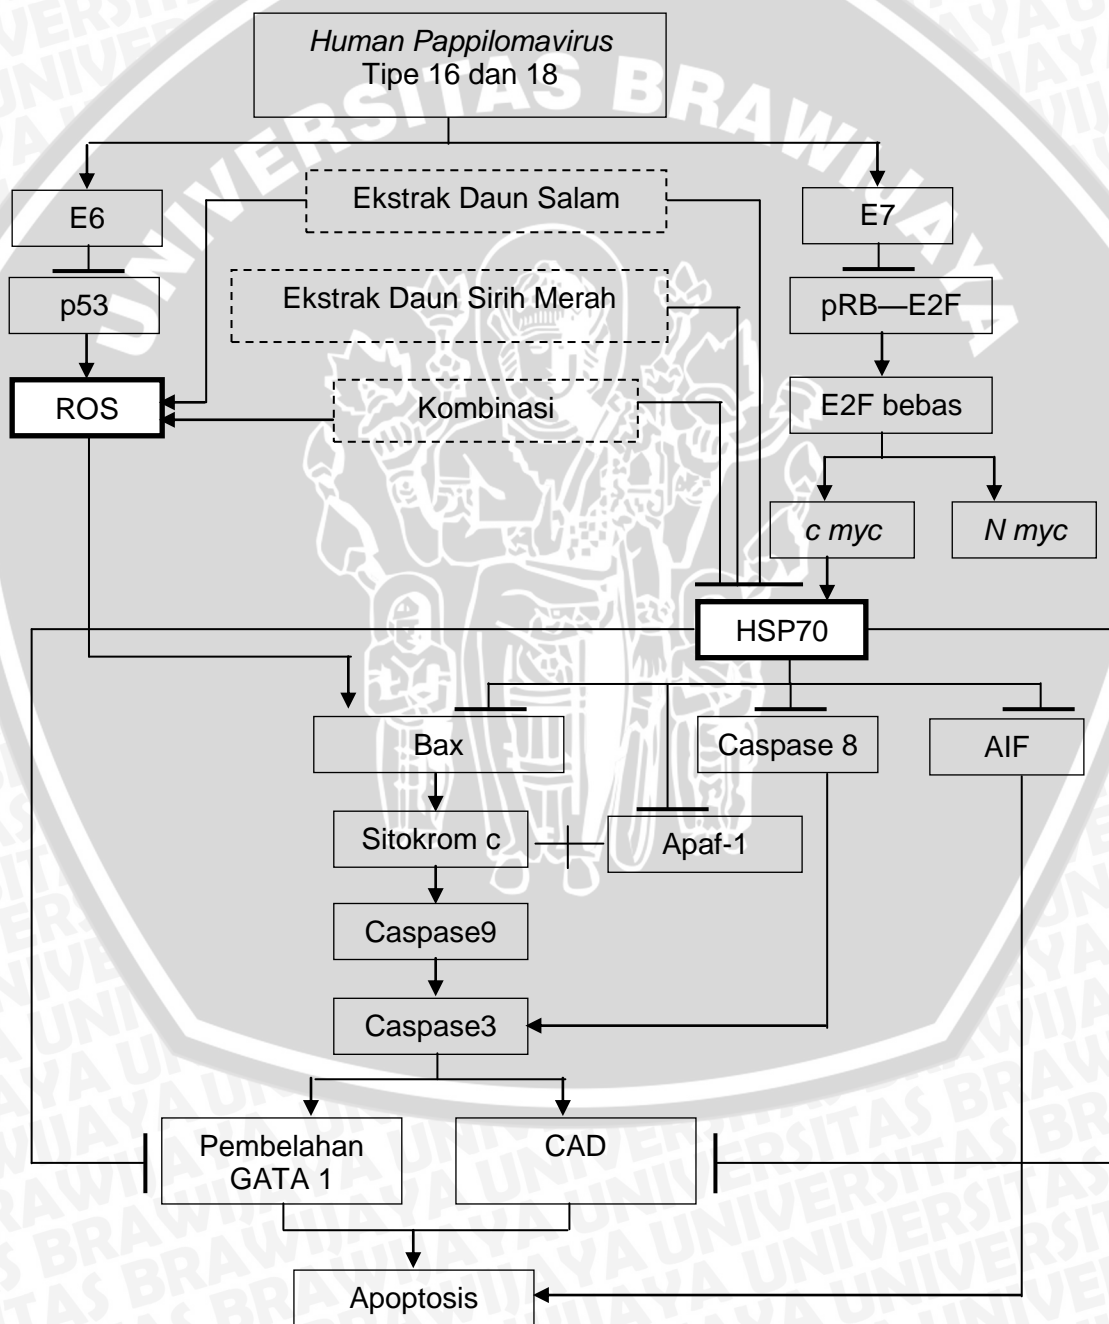 Human Pappilomavirus
Tipe 16 dan 18
UNIVERSITAS BRAWIJAYA
E6
Ekstrak Daun Salam
E7
p53
Ekstrak Daun Sirih Merah
pRB—E2F
ROS
Kombinasi
E2F bebas
c myc
N myc
HSP70
Bax
Caspase 8
AIF
Sitokrom c
Apaf-1
Caspase9
Caspase3
Pembelahan
GATA 1
CAD
Apoptosis